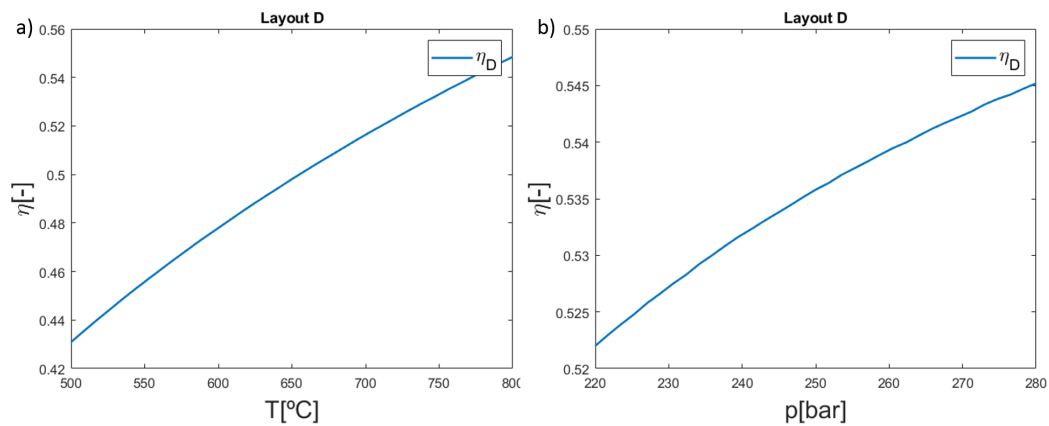 a)
Layout D
0.56
0.54
0.52
0.5
0.48
0.46
0.44
0.42
η[-]
η_D
500 550 600 650 700 750 800
T[ºC]
b)
Layout D
0.55
0.545
0.54
0.535
0.53
0.525
0.52
η[-]
η_D
220 230 240 250 260 270 280
p[bar]